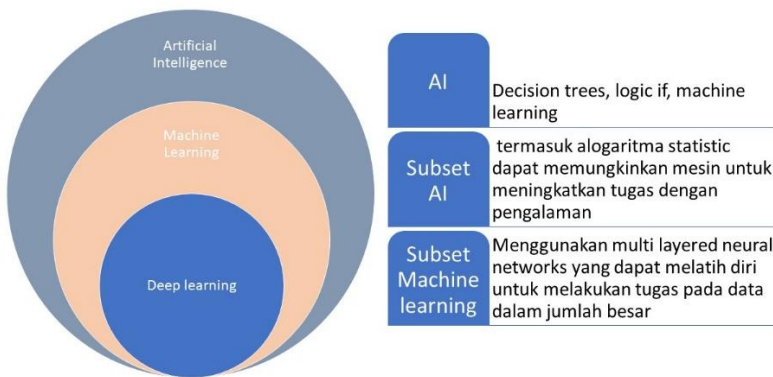 Artificial
Intelligence
Machine
Learning
Deep learning
AI
Decision trees, logic if, machine
learning
Subset
AI
termasuk alogaritma statistic
dapat memungkinkan mesin untuk
meningkatkan tugas dengan
pengalaman
Subset
Machine
learning
Menggunakan multi layered neural
networks yang dapat melatih diri
untuk melakukan tugas pada data
dalam jumlah besar